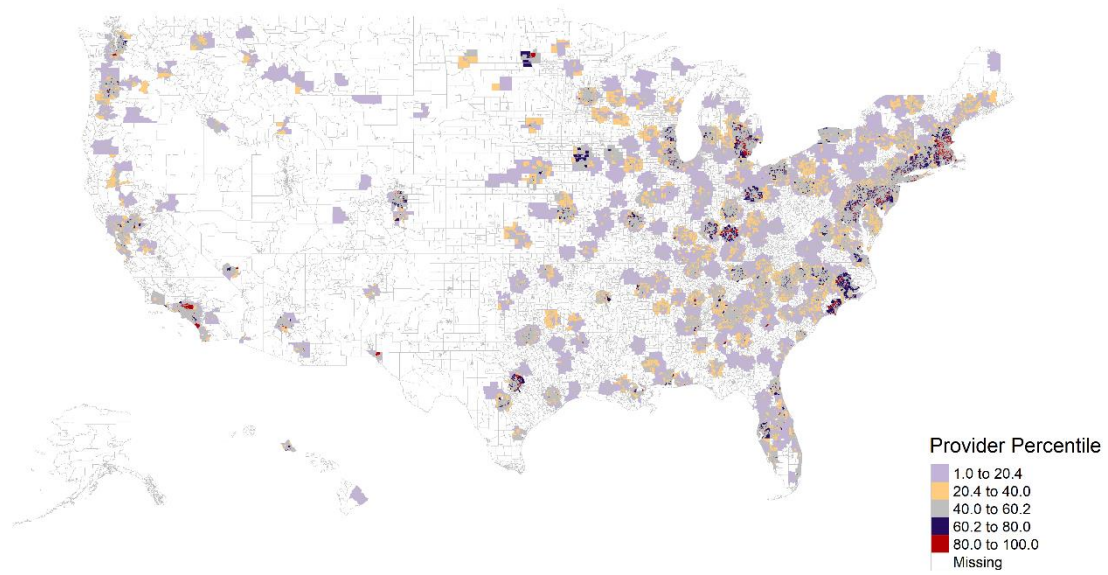 Provider Percentile
1.0 to 20.4
20.4 to 40.0
40.0 to 60.2
60.2 to 80.0
80.0 to 100.0
Missing